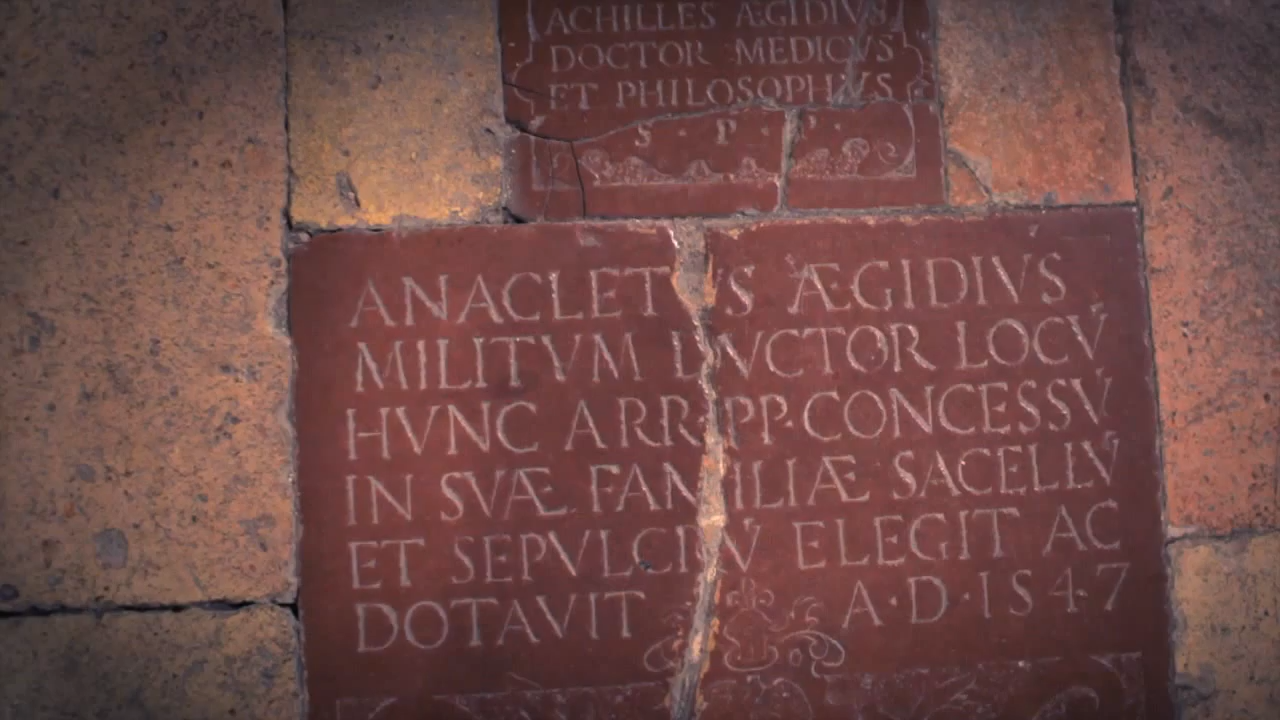 ACHILLES ÆGIDIVS
DOCTOR MEDICVS
ET PHILOSOPHVS
S · P · P ·
ANACLETVS ÆGIDIVS
MILITVM DVCTOR LOCV̄
HVNC A RR·PP·CONCESSV̄
IN SVÆ FAMILIÆ SACELLV̄
ET SEPVLCRV̄ ELEGIT AC
DOTAVIT A·D·1547